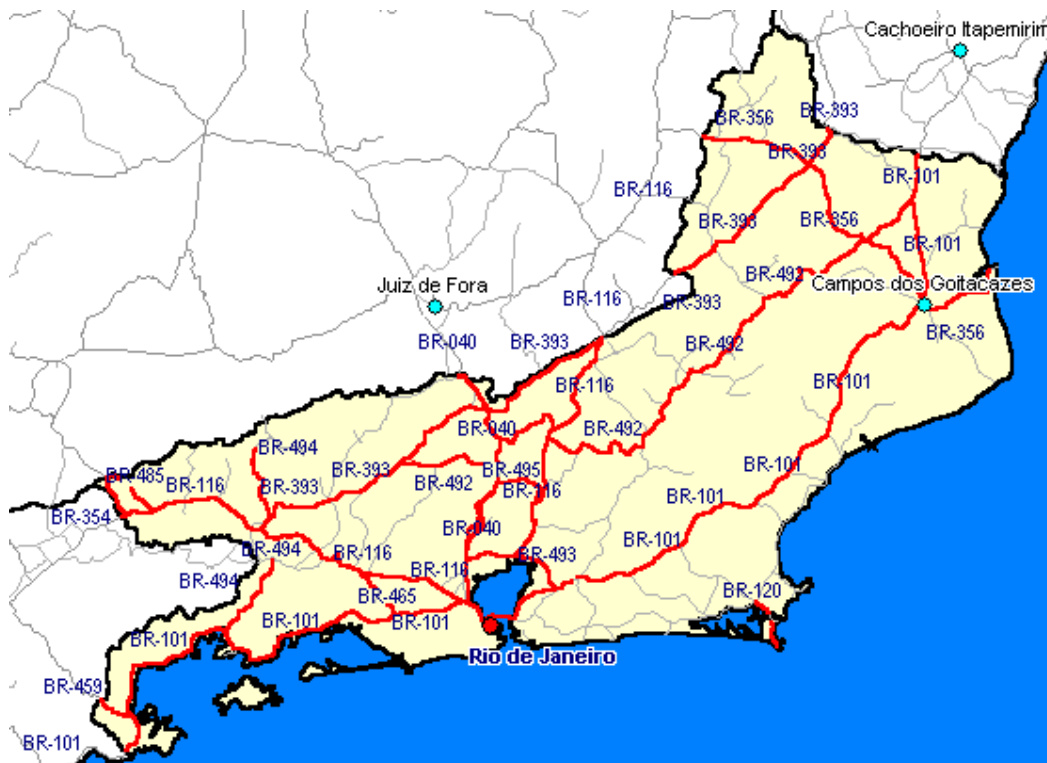 Cachoeiro Itapemirim
BR-393
BR-356
BR-393
BR-101
BR-116
BR-393
BR-356
BR-101
BR-492
Campos dos Goitacazes
Juiz de Fora
BR-116
BR-393
BR-356
BR-040
BR-393
BR-492
BR-116
BR-101
BR-040
BR-492
BR-494
BR-101
BR-485
BR-393
BR-495
BR-116
BR-393
BR-492
BR-116
BR-101
BR-354
BR-040
BR-101
BR-494
BR-116
BR-116
BR-493
BR-494
BR-120
BR-465
BR-101
BR-101
BR-101
Rio de Janeiro
BR-459
BR-101